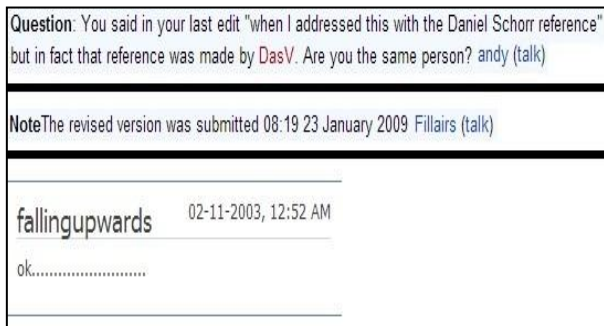 Question: You said in your last edit "when I addressed this with the Daniel Schorr reference"
but in fact that reference was made by DasV. Are you the same person? andy (talk)
NoteThe revised version was submitted 08:19 23 January 2009 Fillairs (talk)
fallingupwards 02-11-2003, 12:52 AM
ok..........................